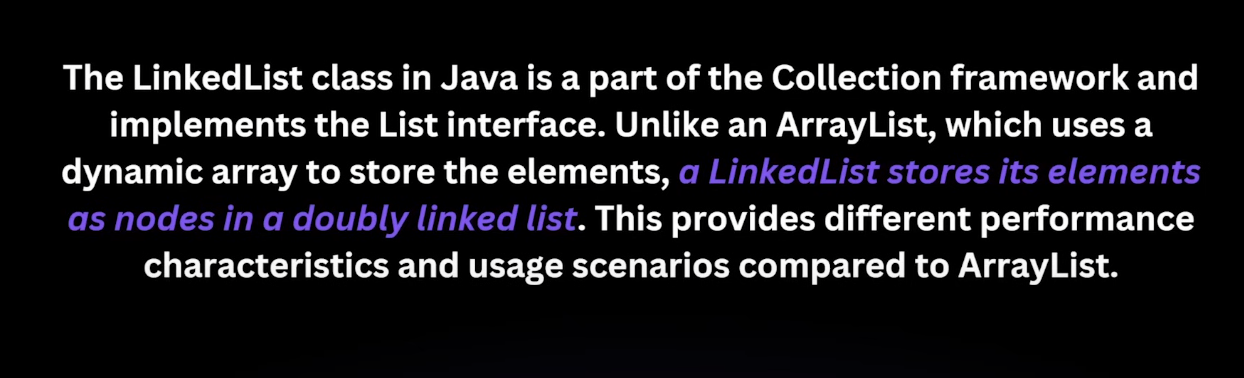 The LinkedList class in Java is a part of the Collection framework and
implements the List interface. Unlike an ArrayList, which uses a
dynamic array to store the elements, a LinkedList stores its elements
as nodes in a doubly linked list. This provides different performance
characteristics and usage scenarios compared to ArrayList.